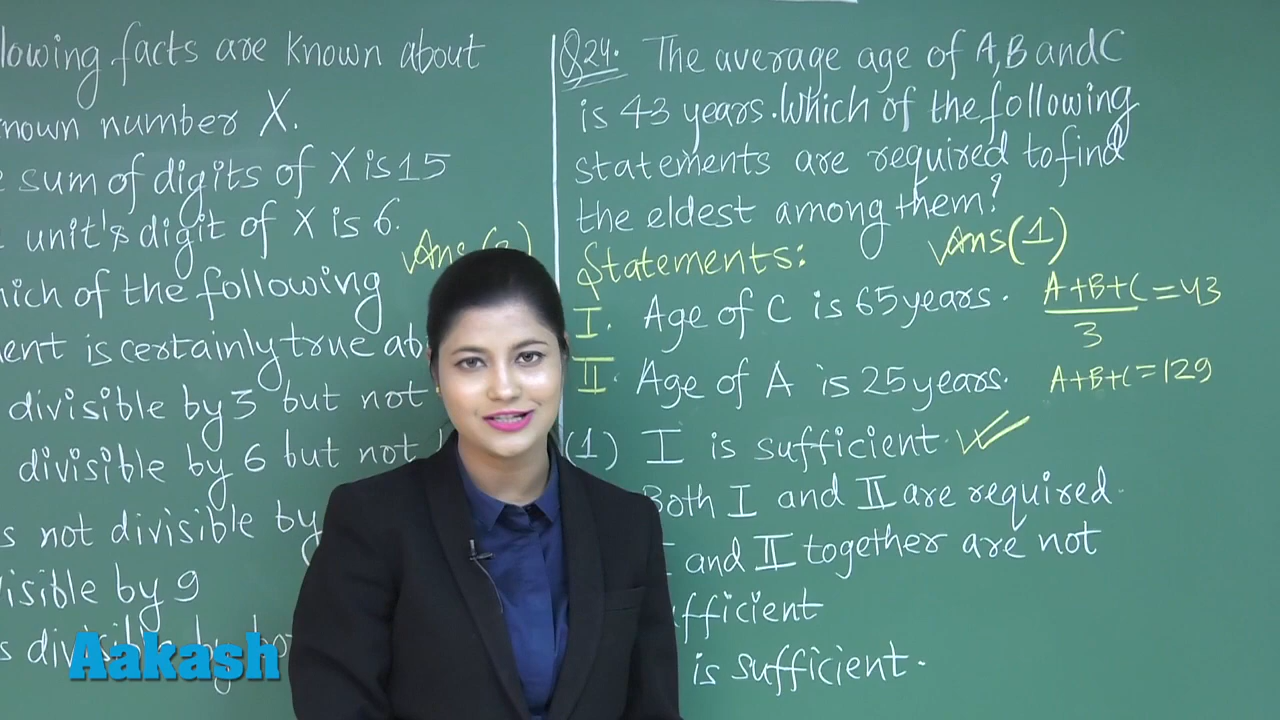 lowing facts are known about
nown number X.
e sum of digits of X is 15
unit's digit of X is 6.
Ans(
hich of the following
ent is certainly true ab
divisible by 3 but not
divisible by 6 but not
s not divisible by
visible by 9
s divisible by bo
Q24. The average age of A, B and C
is 43 years. Which of the following
statements are required to find
the eldest among them?
Ans(1)
Statements:
I. Age of C is 65 years.
II. Age of A is 25 years.
A+B+C = 43
3
A+B+C = 129
(1) I is sufficient.
Both I and II are required.
I and II together are not
fficient
is sufficient.
Aakash